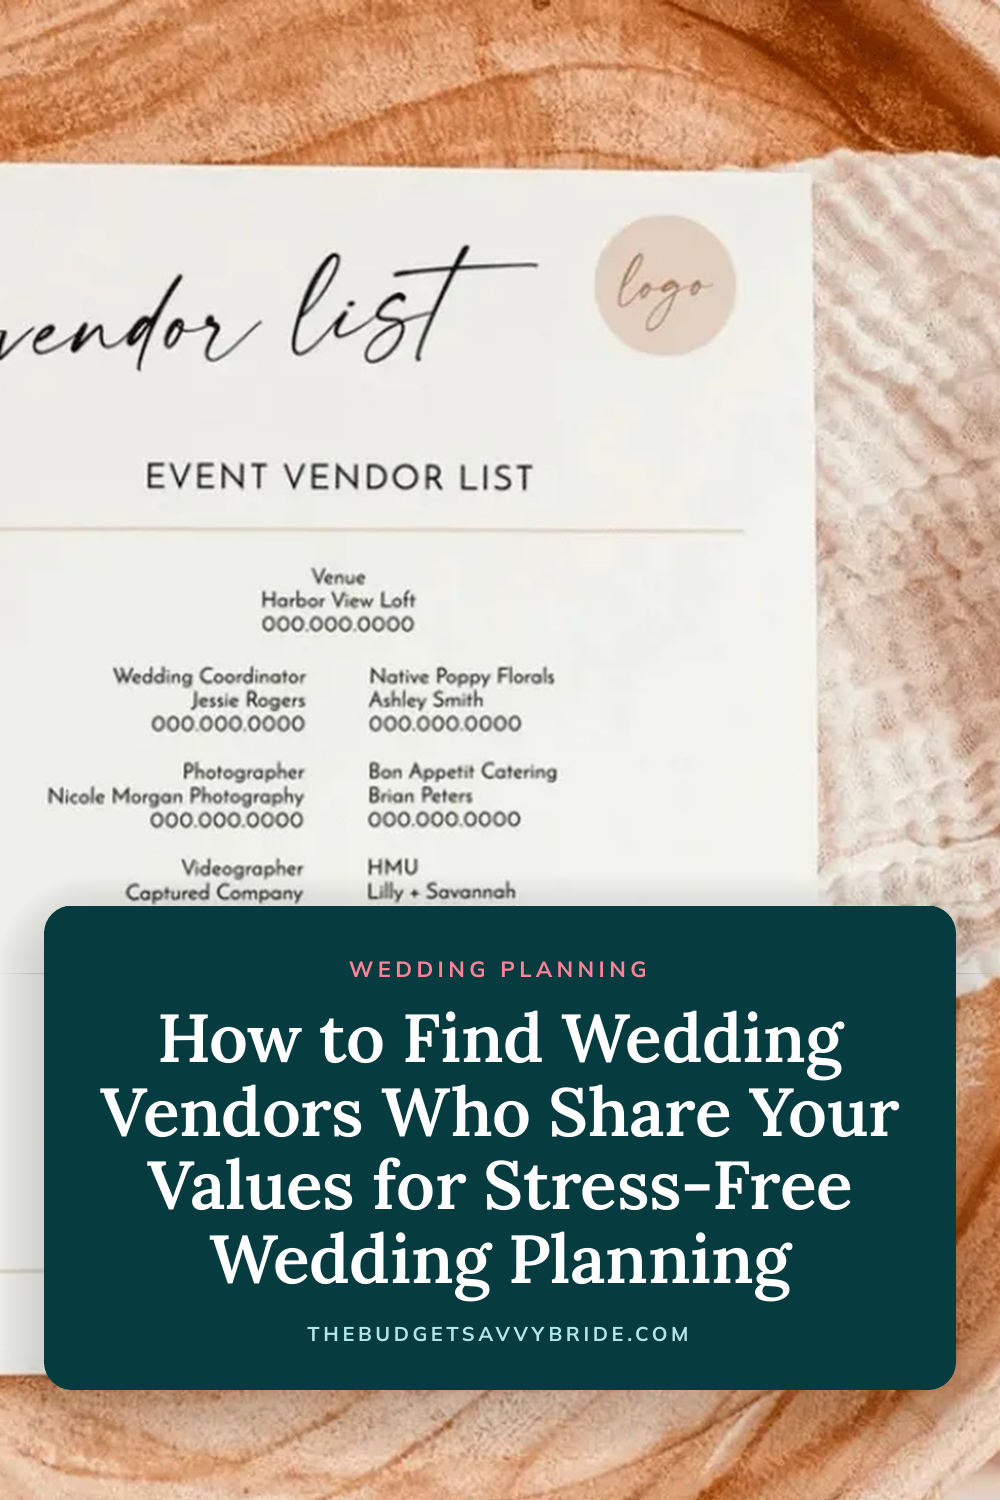 vendor list
logo
EVENT VENDOR LIST
Venue
Harbor View Loft
000.000.0000
Wedding Coordinator
Jessie Rogers
000.000.0000
Native Poppy Florals
Ashley Smith
000.000.0000
Photographer
Nicole Morgan Photography
000.000.0000
Bon Appetit Catering
Brian Peters
000.000.0000
Videographer
Captured Company
HMU
Lilly + Savannah
WEDDING PLANNING
How to Find Wedding
Vendors Who Share Your
Values for Stress-Free
Wedding Planning
THEBUDGETSAVVYBRIDE.COM